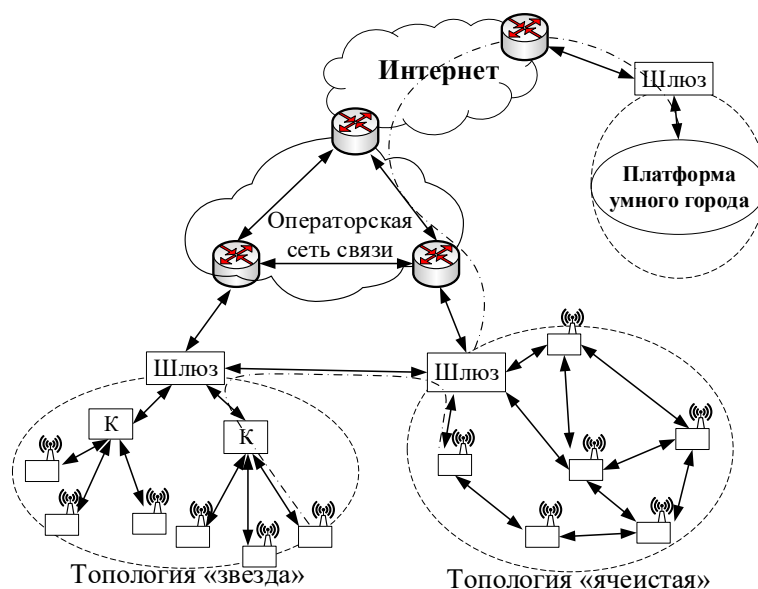 Интернет
Шлюз
Платформа
умного города
Операторская
сеть связи
Шлюз
Шлюз
К
К
Топология «звезда»
Топология «ячеистая»